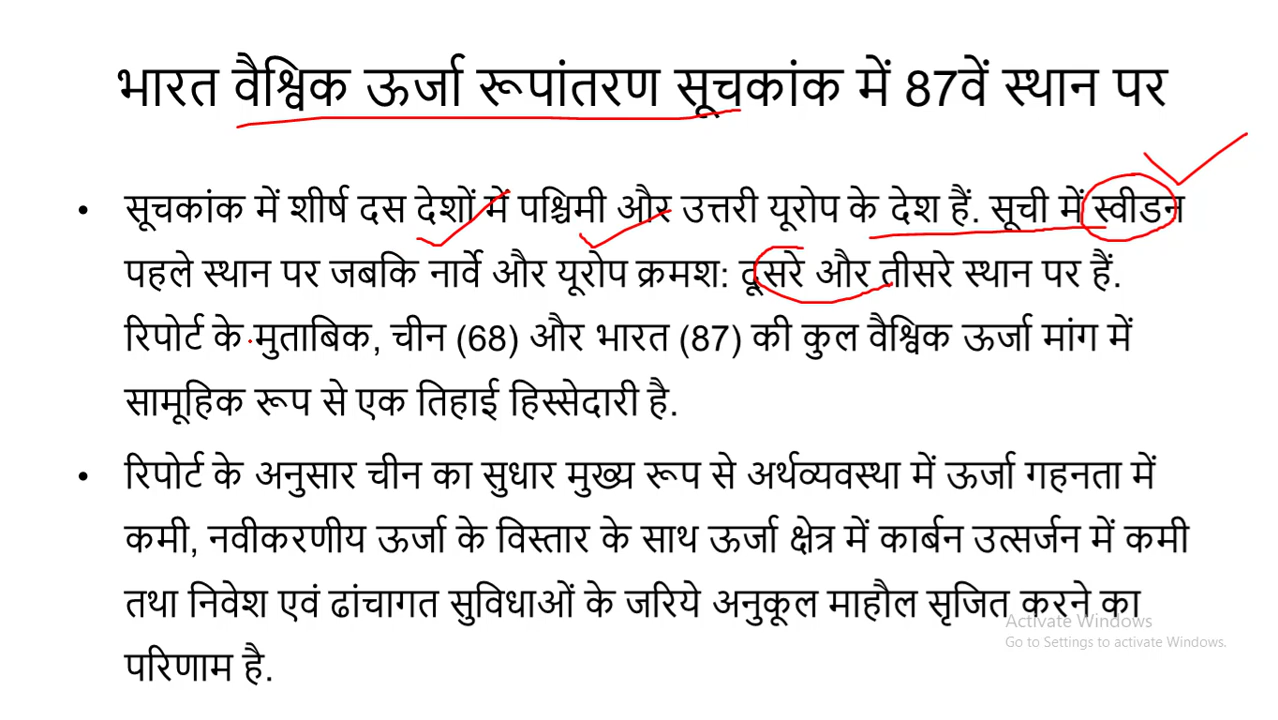 भारत वैश्विक ऊर्जा रूपांतरण सूचकांक में 87वें स्थान पर
• सूचकांक में शीर्ष दस देशों में पश्चिमी और उत्तरी यूरोप के देश हैं. सूची में स्वीडन
पहले स्थान पर जबकि नार्वे और यूरोप क्रमश: दूसरे और तीसरे स्थान पर हैं.
रिपोर्ट के मुताबिक, चीन (68) और भारत (87) की कुल वैश्विक ऊर्जा मांग में
सामूहिक रूप से एक तिहाई हिस्सेदारी है.
• रिपोर्ट के अनुसार चीन का सुधार मुख्य रूप से अर्थव्यवस्था में ऊर्जा गहनता में
कमी, नवीकरणीय ऊर्जा के विस्तार के साथ ऊर्जा क्षेत्र में कार्बन उत्सर्जन में कमी
तथा निवेश एवं ढांचागत सुविधाओं के जरिये अनुकूल माहौल सृजित करने का
परिणाम है.
Activate Windows
Go to Settings to activate Windows.